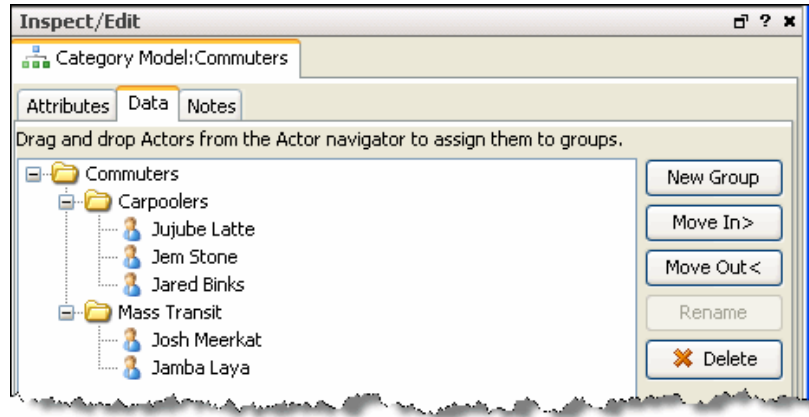 Inspect/Edit
Category Model:Commuters
Attributes Data Notes
Drag and drop Actors from the Actor navigator to assign them to groups.
Commuters
Carpoolers
Jujube Latte
Jem Stone
Jared Binks
Mass Transit
Josh Meerkat
Jamba Laya
New Group
Move In>
Move Out<
Rename
Delete